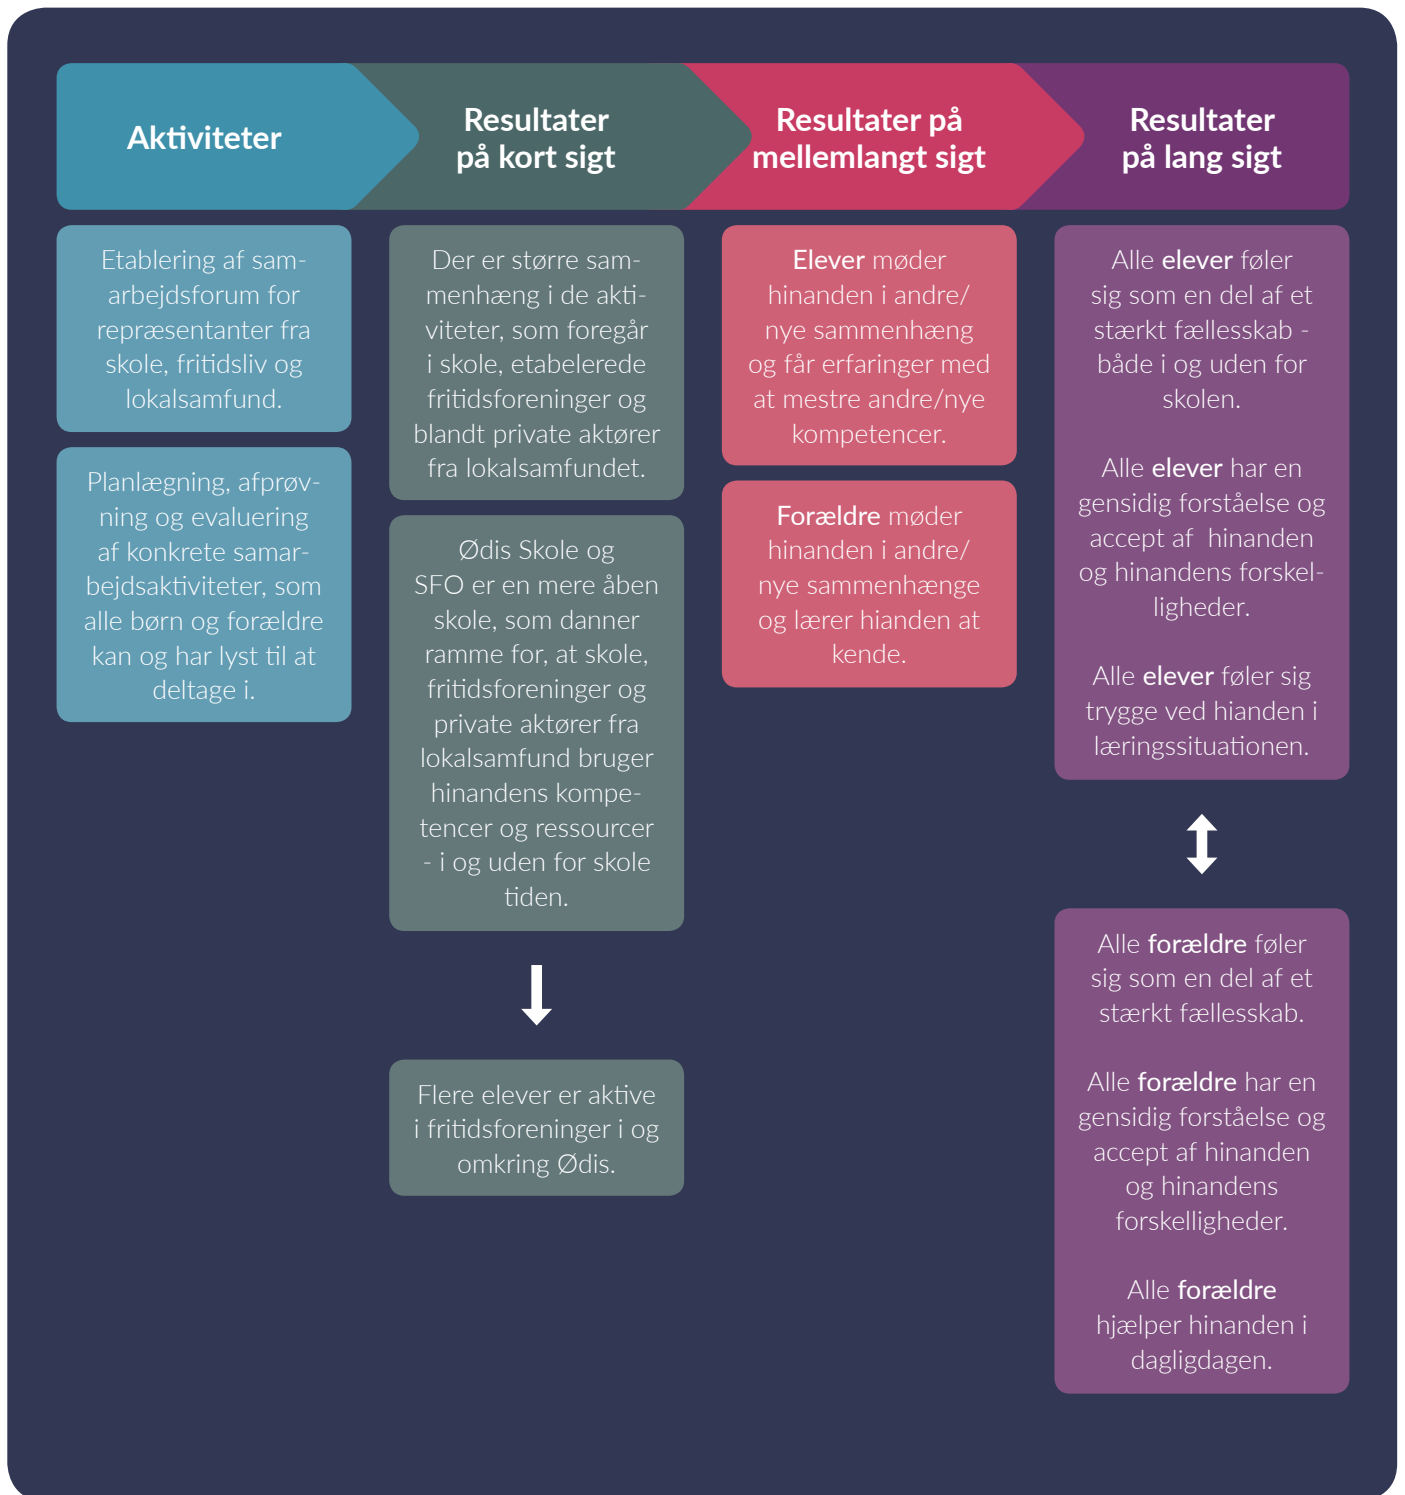 Aktiviteter
Resultater
på kort sigt
Resultater på
mellemlangt sigt
Resultater
på lang sigt
Etablering af sam-
arbejdsforum for
repræsentanter fra
skole, fritidsliv og
lokalsamfund.
Planlægning, afprøv-
ning og evaluering
af konkrete samar-
bejdsaktiviteter, som
alle børn og forældre
kan og har lyst til at
deltage i.
Der er større sam-
menhæng i de akti-
viteter, som foregår
i skole, etabelerede
fritidsforeninger og
blandt private aktører
fra lokalsamfundet.
Ødis Skole og
SFO er en mere åben
skole, som danner
ramme for, at skole,
fritidsforeninger og
private aktører fra
lokalsamfund bruger
hinandens kompe-
tencer og ressourcer
- i og uden for skole
tiden.
Flere elever er aktive
i fritidsforeninger i og
omkring Ødis.
Elever møder
hinanden i andre/
nye sammenhæng
og får erfaringer med
at mestre andre/nye
kompetencer.
Forældre møder
hinanden i andre/
nye sammenhænge
og lærer hianden at
kende.
Alle elever føler
sig som en del af et
stærkt fællesskab -
både i og uden for
skolen.
Alle elever har en
gensidig forståelse og
accept af  hinanden
og hinandens forskel-
ligheder.
Alle elever føler sig
trygge ved hianden i
læringssituationen.
Alle forældre føler
sig som en del af et
stærkt fællesskab.
Alle forældre har en
gensidig forståelse og
accept af hinanden
og hinandens
forskelligheder.
Alle forældre
hjælper hinanden i
dagligdagen.